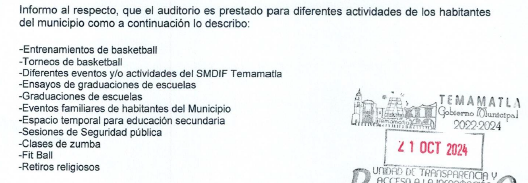 Informo al respecto, que el auditorio es prestado para diferentes actividades de los habitantes
del municipio como a continuación lo describo:
-Entrenamientos de basketball
-Torneos de basketball
-Diferentes eventos y/o actividades del SMDIF Temamatla
-Ensayos de graduaciones de escuelas
-Graduaciones de escuelas
-Eventos familiares de habitantes del Municipio
-Espacio temporal para educación secundaria
-Sesiones de Seguridad pública
-Clases de zumba
-Fit Ball
-Retiros religiosos
TEMAMATLA
Gobierno Municipal
2022-2024
21 OCT 2024
UNIDAD DE TRANSPARENCIA Y
ACCESO A LA INFORMACIÓN